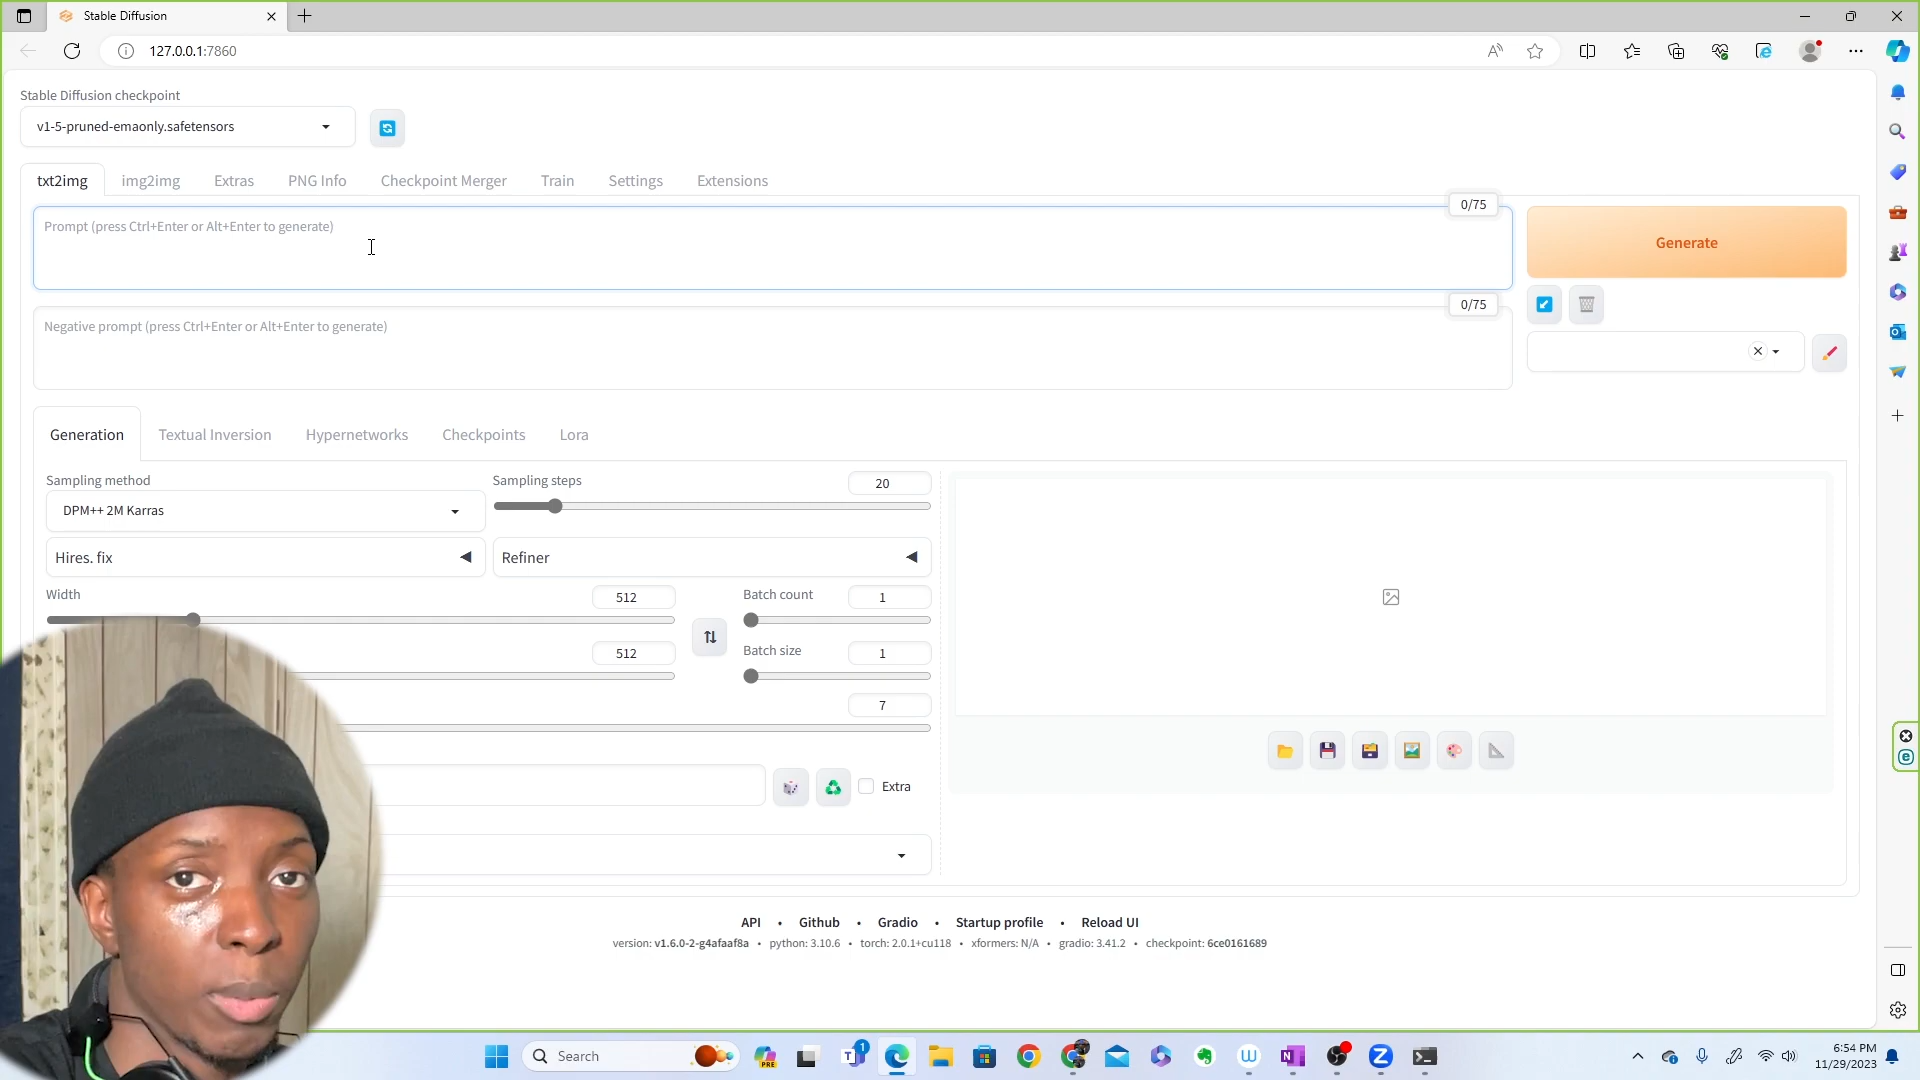 Stable Diffusion
127.0.0.1:7860
Stable Diffusion checkpoint
v1-5-pruned-emaonly.safetensors
txt2img img2img Extras PNG Info Checkpoint Merger Train Settings Extensions
0/75
Prompt (press Ctrl+Enter or Alt+Enter to generate)
Generate
0/75
Negative prompt (press Ctrl+Enter or Alt+Enter to generate)
Generation Textual Inversion Hypernetworks Checkpoints Lora
Sampling method
DPM++ 2M Karras
Sampling steps
20
Hires. fix
Refiner
Width
512
Batch count
1
512
Batch size
1
7
Extra
API • Github • Gradio • Startup profile • Reload UI
version: v1.6.0-2-g4afaaf8a • python: 3.10.6 • torch: 2.0.1+cu118 • xformers: N/A • gradio: 3.41.2 • checkpoint: 6ce0161689
Search
PRE
1
6:54 PM
11/29/2023